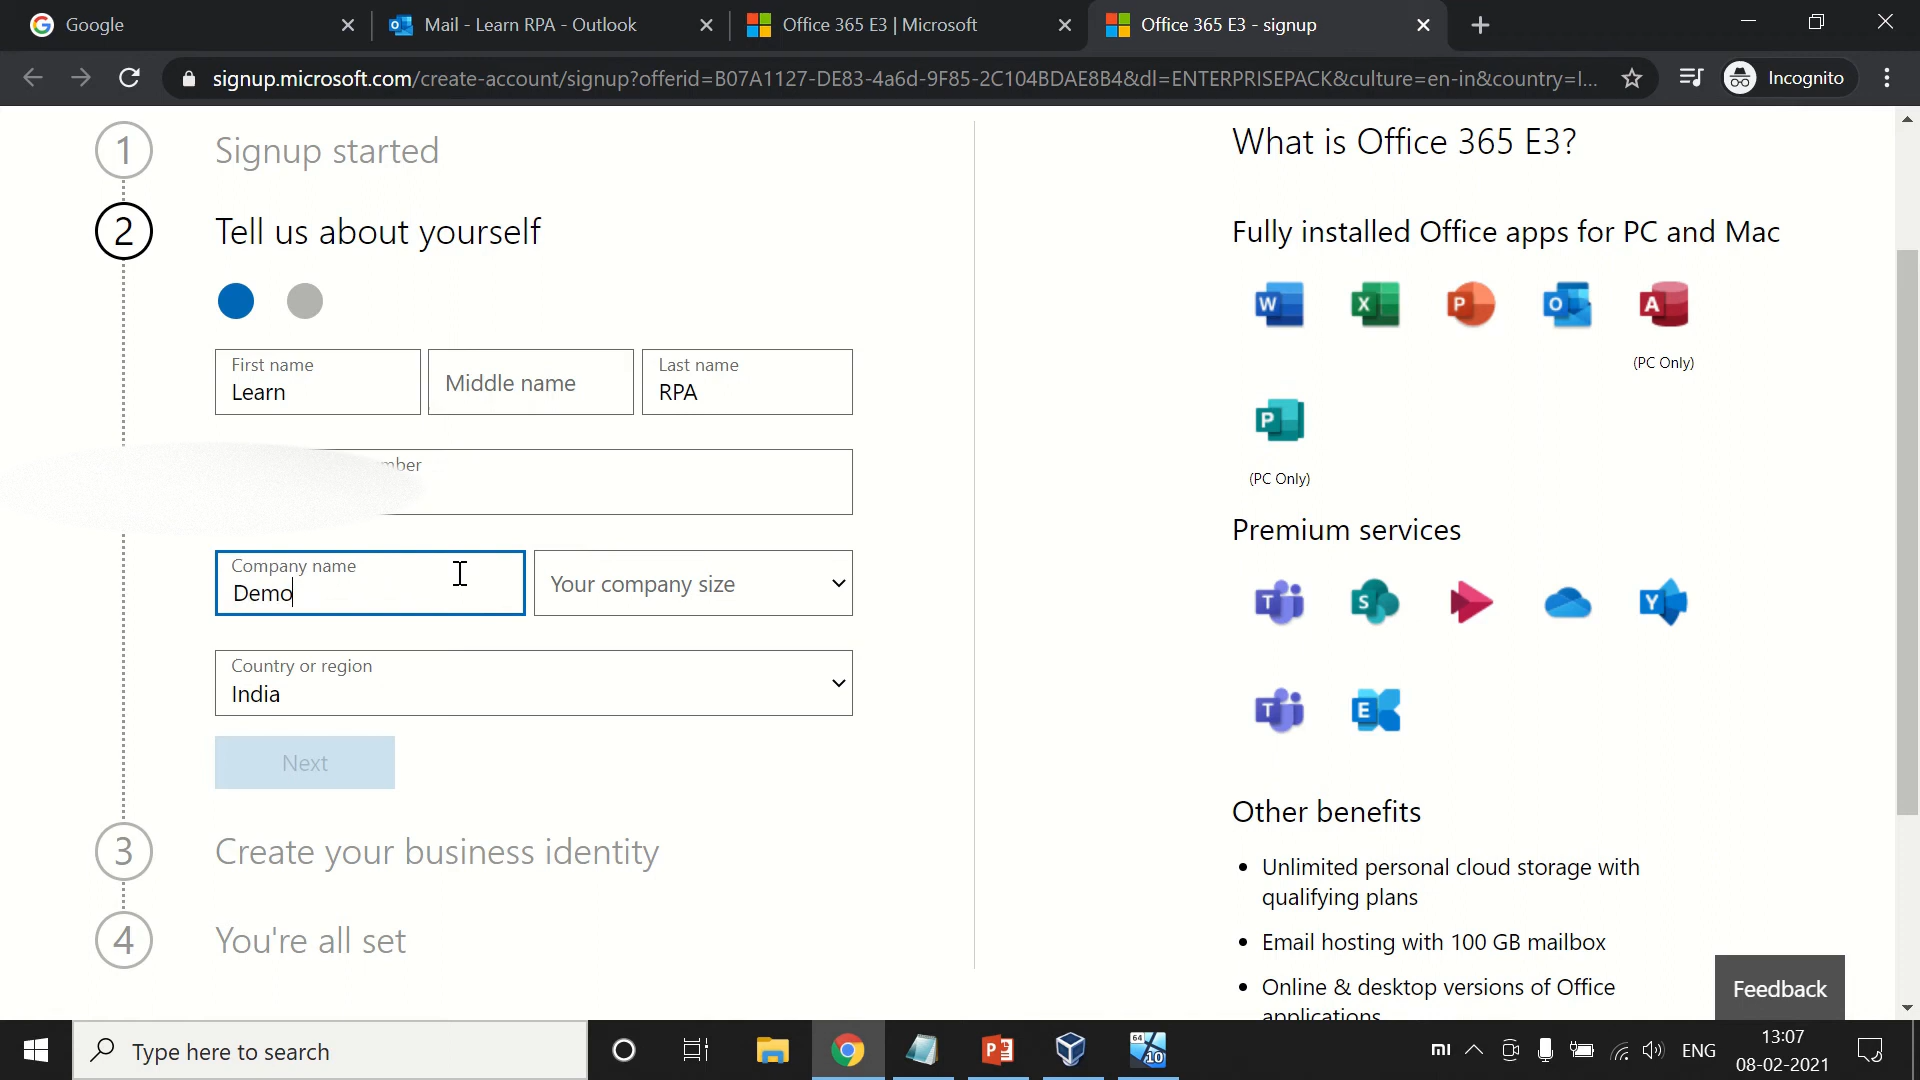 Google
Mail - Learn RPA - Outlook
Office 365 E3 | Microsoft
Office 365 E3 - signup
signup.microsoft.com/create-account/signup?offerid=B07A1127-DE83-4a6d-9F85-2C104BDAE8B4&dl=ENTERPRISEPACK&culture=en-in&country=I...
Incognito
1
Signup started
2
Tell us about yourself
First name
Learn
Middle name
Last name
RPA
mber
Company name
Demo
Your company size
Country or region
India
Next
3
Create your business identity
4
You're all set
What is Office 365 E3?
Fully installed Office apps for PC and Mac
W
X
P
O
A
(PC Only)
P
(PC Only)
Premium services
T
S
Y
T
E
Other benefits
• Unlimited personal cloud storage with
qualifying plans
• Email hosting with 100 GB mailbox
• Online & desktop versions of Office
applications
Feedback
Type here to search
64
10
ENG
13:07
08-02-2021